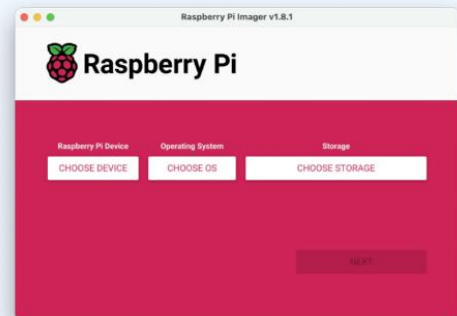 Raspberry Pi Imager v1.8.1
Raspberry Pi
Raspberry Pi Device
Operating System
Storage
CHOOSE DEVICE
CHOOSE OS
CHOOSE STORAGE
NEXT